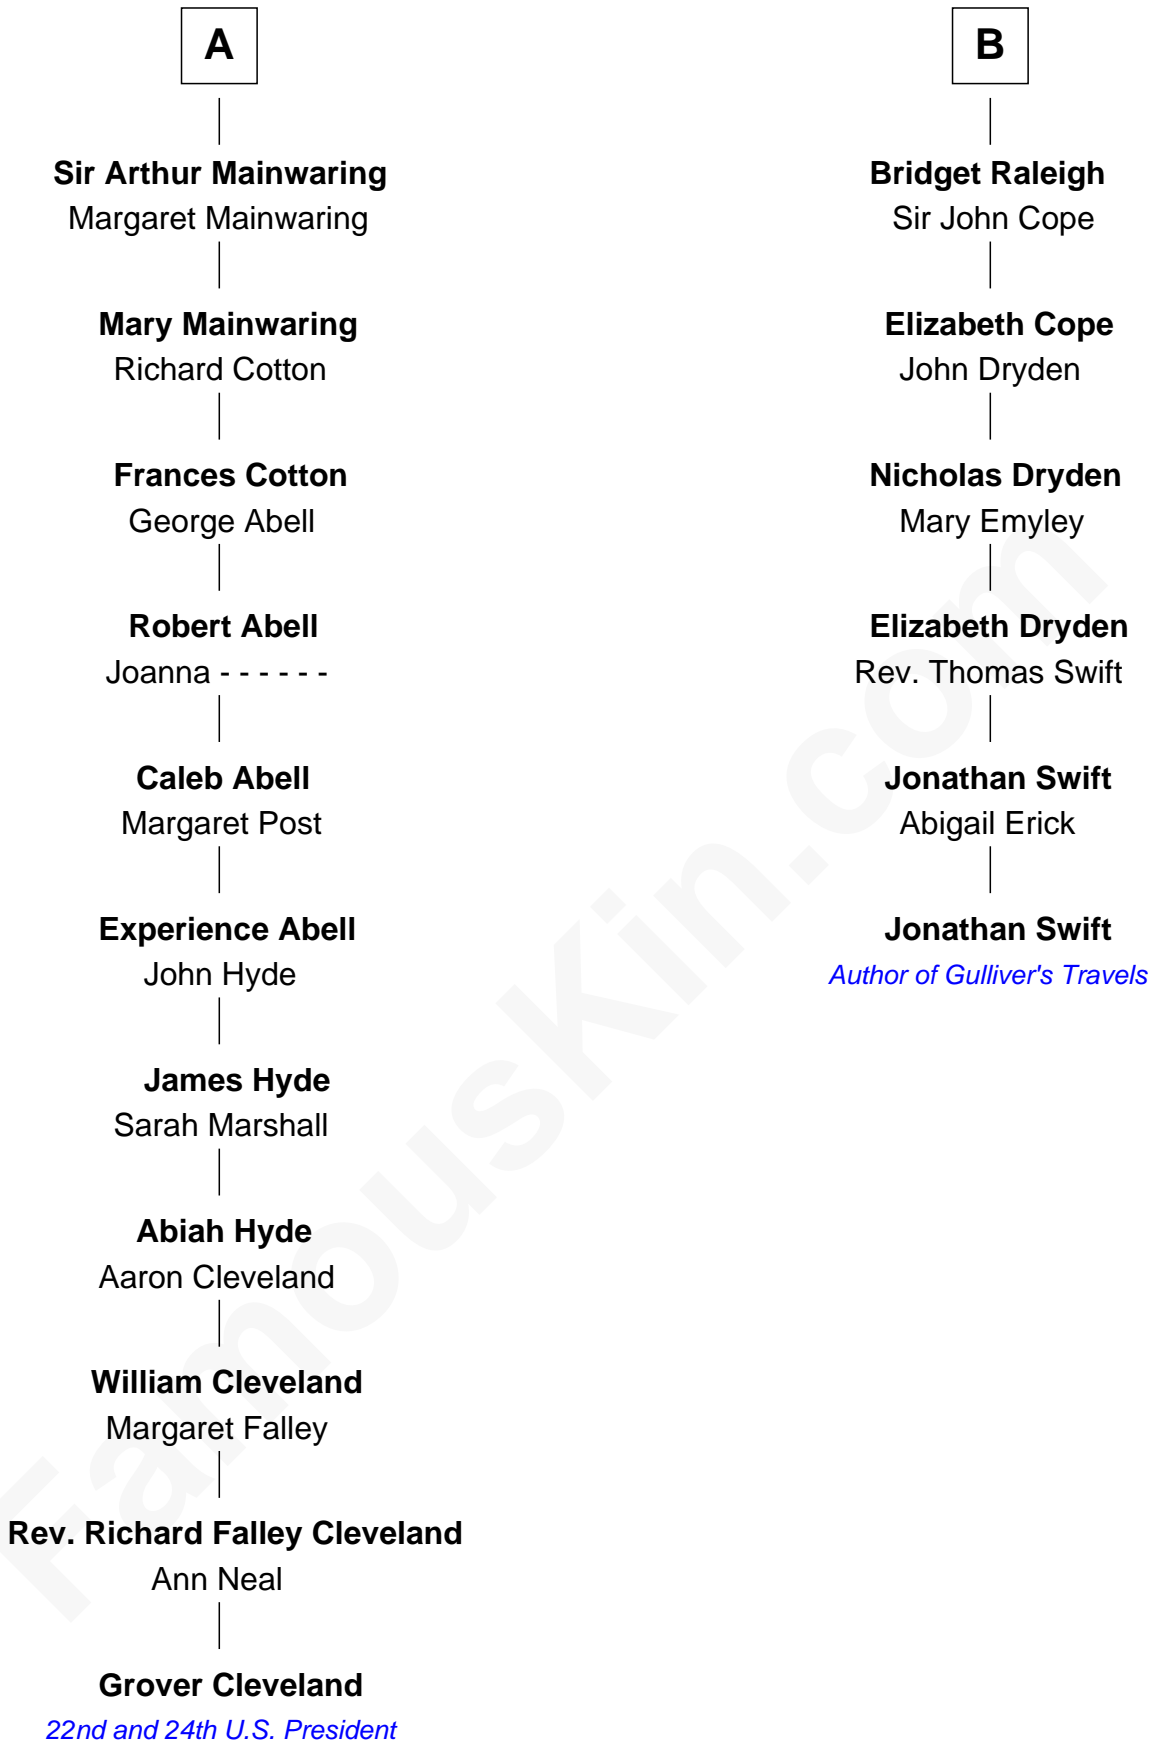 A
Sir Arthur Mainwaring
Margaret Mainwaring
Mary Mainwaring
Richard Cotton
Frances Cotton
George Abell
Robert Abell
Joanna - - - - - -
Caleb Abell
Margaret Post
Experience Abell
John Hyde
James Hyde
Sarah Marshall
Abiah Hyde
Aaron Cleveland
William Cleveland
Margaret Falley
Rev. Richard Falley Cleveland
Ann Neal
Grover Cleveland
22nd and 24th U.S. President
B
Bridget Raleigh
Sir John Cope
Elizabeth Cope
John Dryden
Nicholas Dryden
Mary Emyley
Elizabeth Dryden
Rev. Thomas Swift
Jonathan Swift
Abigail Erick
Jonathan Swift
Author of Gulliver's Travels
FamousKin.com